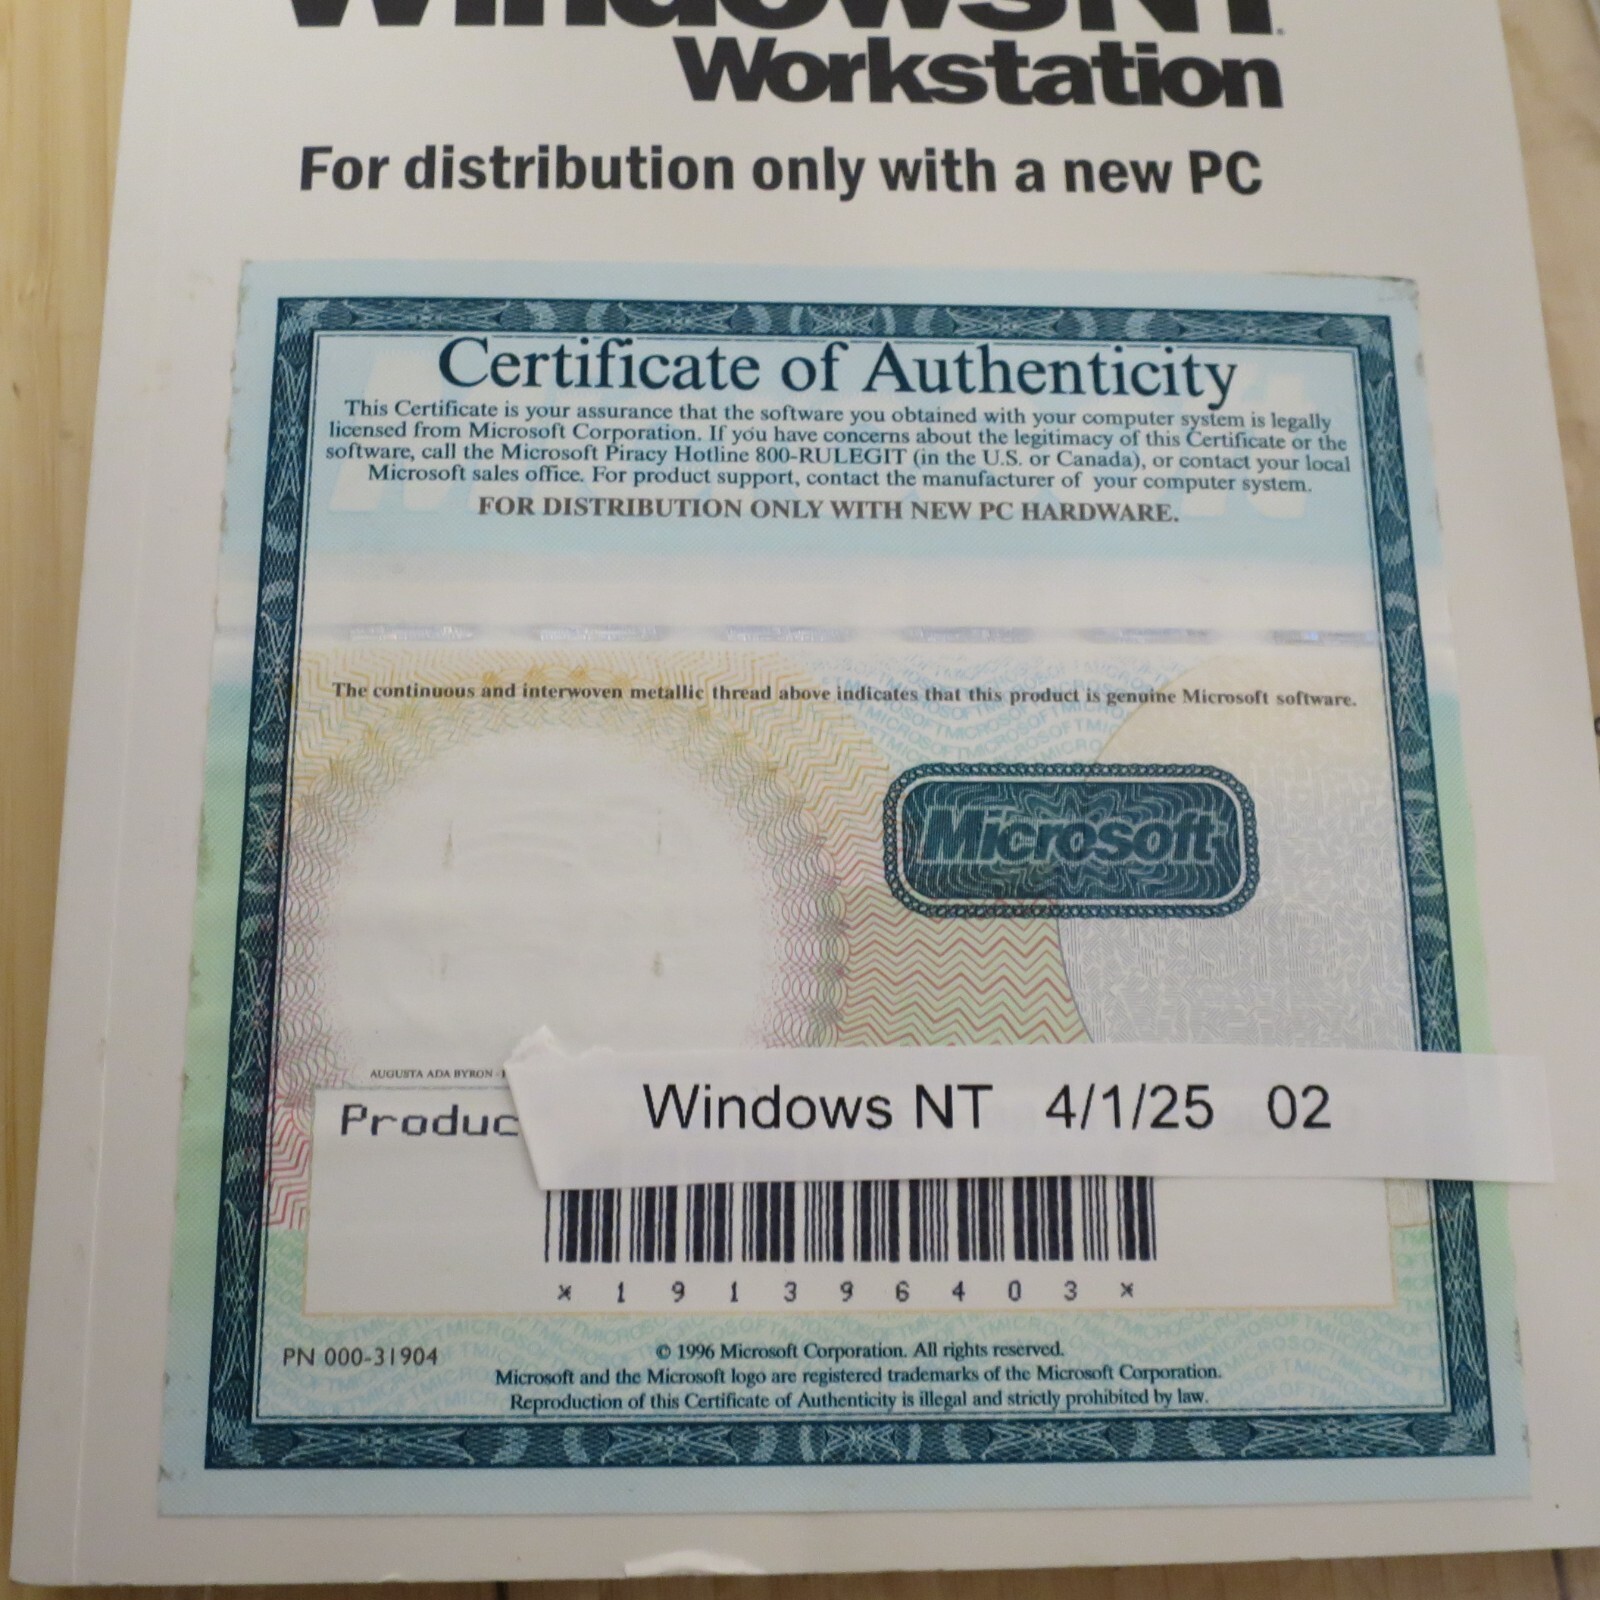 Windows NT
Workstation
For distribution only with a new PC
Certificate of Authenticity
This Certificate is your assurance that the software you obtained with your computer system is legally
licensed from Microsoft Corporation. If you have concerns about the legitimacy of this Certificate or the
software, call the Microsoft Piracy Hotline 800-RULEGIT (in the U.S. or Canada), or contact your local
Microsoft sales office. For product support, contact the manufacturer of your computer system.
FOR DISTRIBUTION ONLY WITH NEW PC HARDWARE.
The continuous and interwoven metallic thread above indicates that this product is genuine Microsoft software.
Microsoft
AUGUSTA ADA BYRON
Produc
Windows NT 4/1/25 02
* 1 9 1 3 9 6 4 0 3 *
PN 000-31904
© 1996 Microsoft Corporation. All rights reserved.
Microsoft and the Microsoft logo are registered trademarks of the Microsoft Corporation.
Reproduction of this Certificate of Authenticity is illegal and strictly prohibited by law.